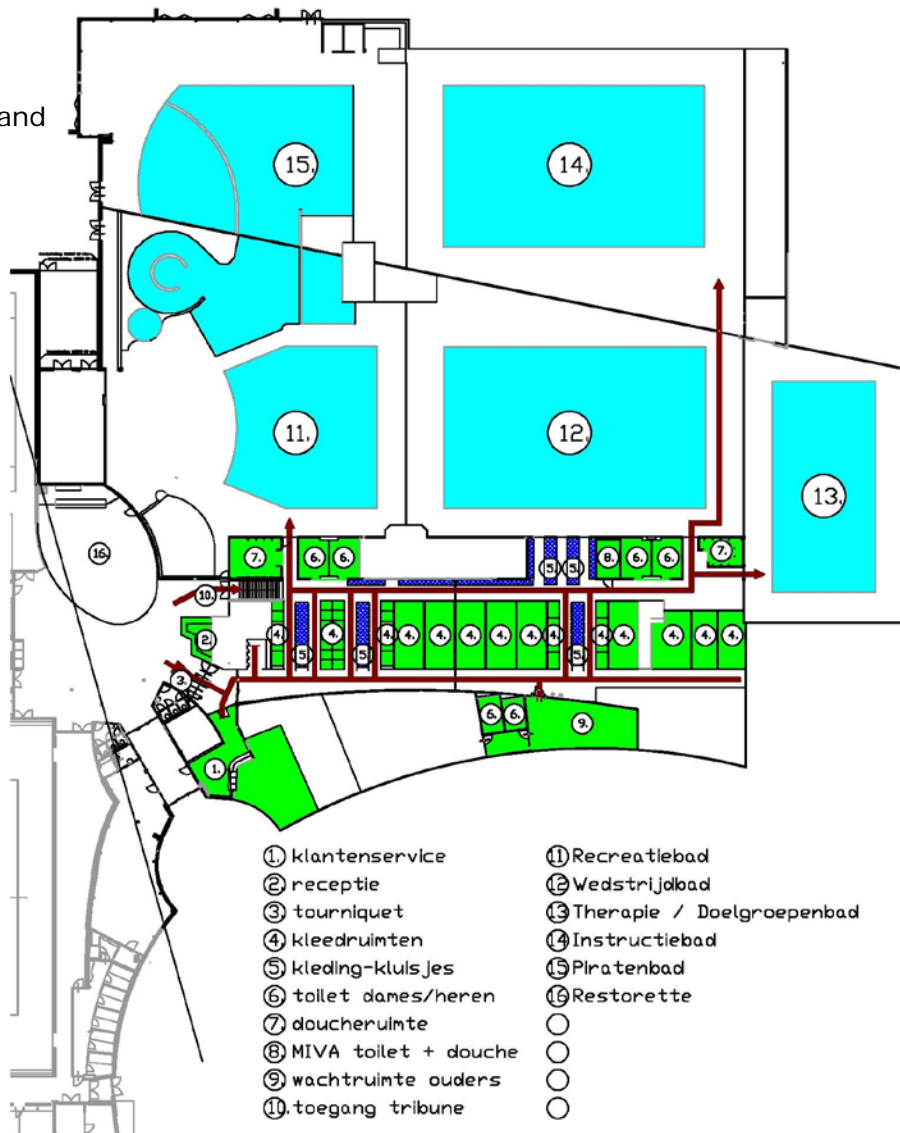 and
15.
14.
11.
12.
13.
16.
7.
6.
6.
5.
5.
8.
6.
6.
7.
10.
2.
4.
5.
4.
5.
4.
4.
4.
4.
4.
4.
4.
5.
4.
4.
4.
4.
4.
3.
1.
6.
6.
9.
1. klantenservice
2. receptie
3. tourniquet
4. kleedruimten
5. kleding-kluisjes
6. toilet dames/heren
7. doucheruimte
8. MIVA toilet + douche
9. wachtruimte ouders
10. toegang tribune
11 Recreatiebad
12 Wedstrijdbad
13 Therapie / Doelgroepenbad
14 Instructiebad
15 Piratenbad
16 Restorette